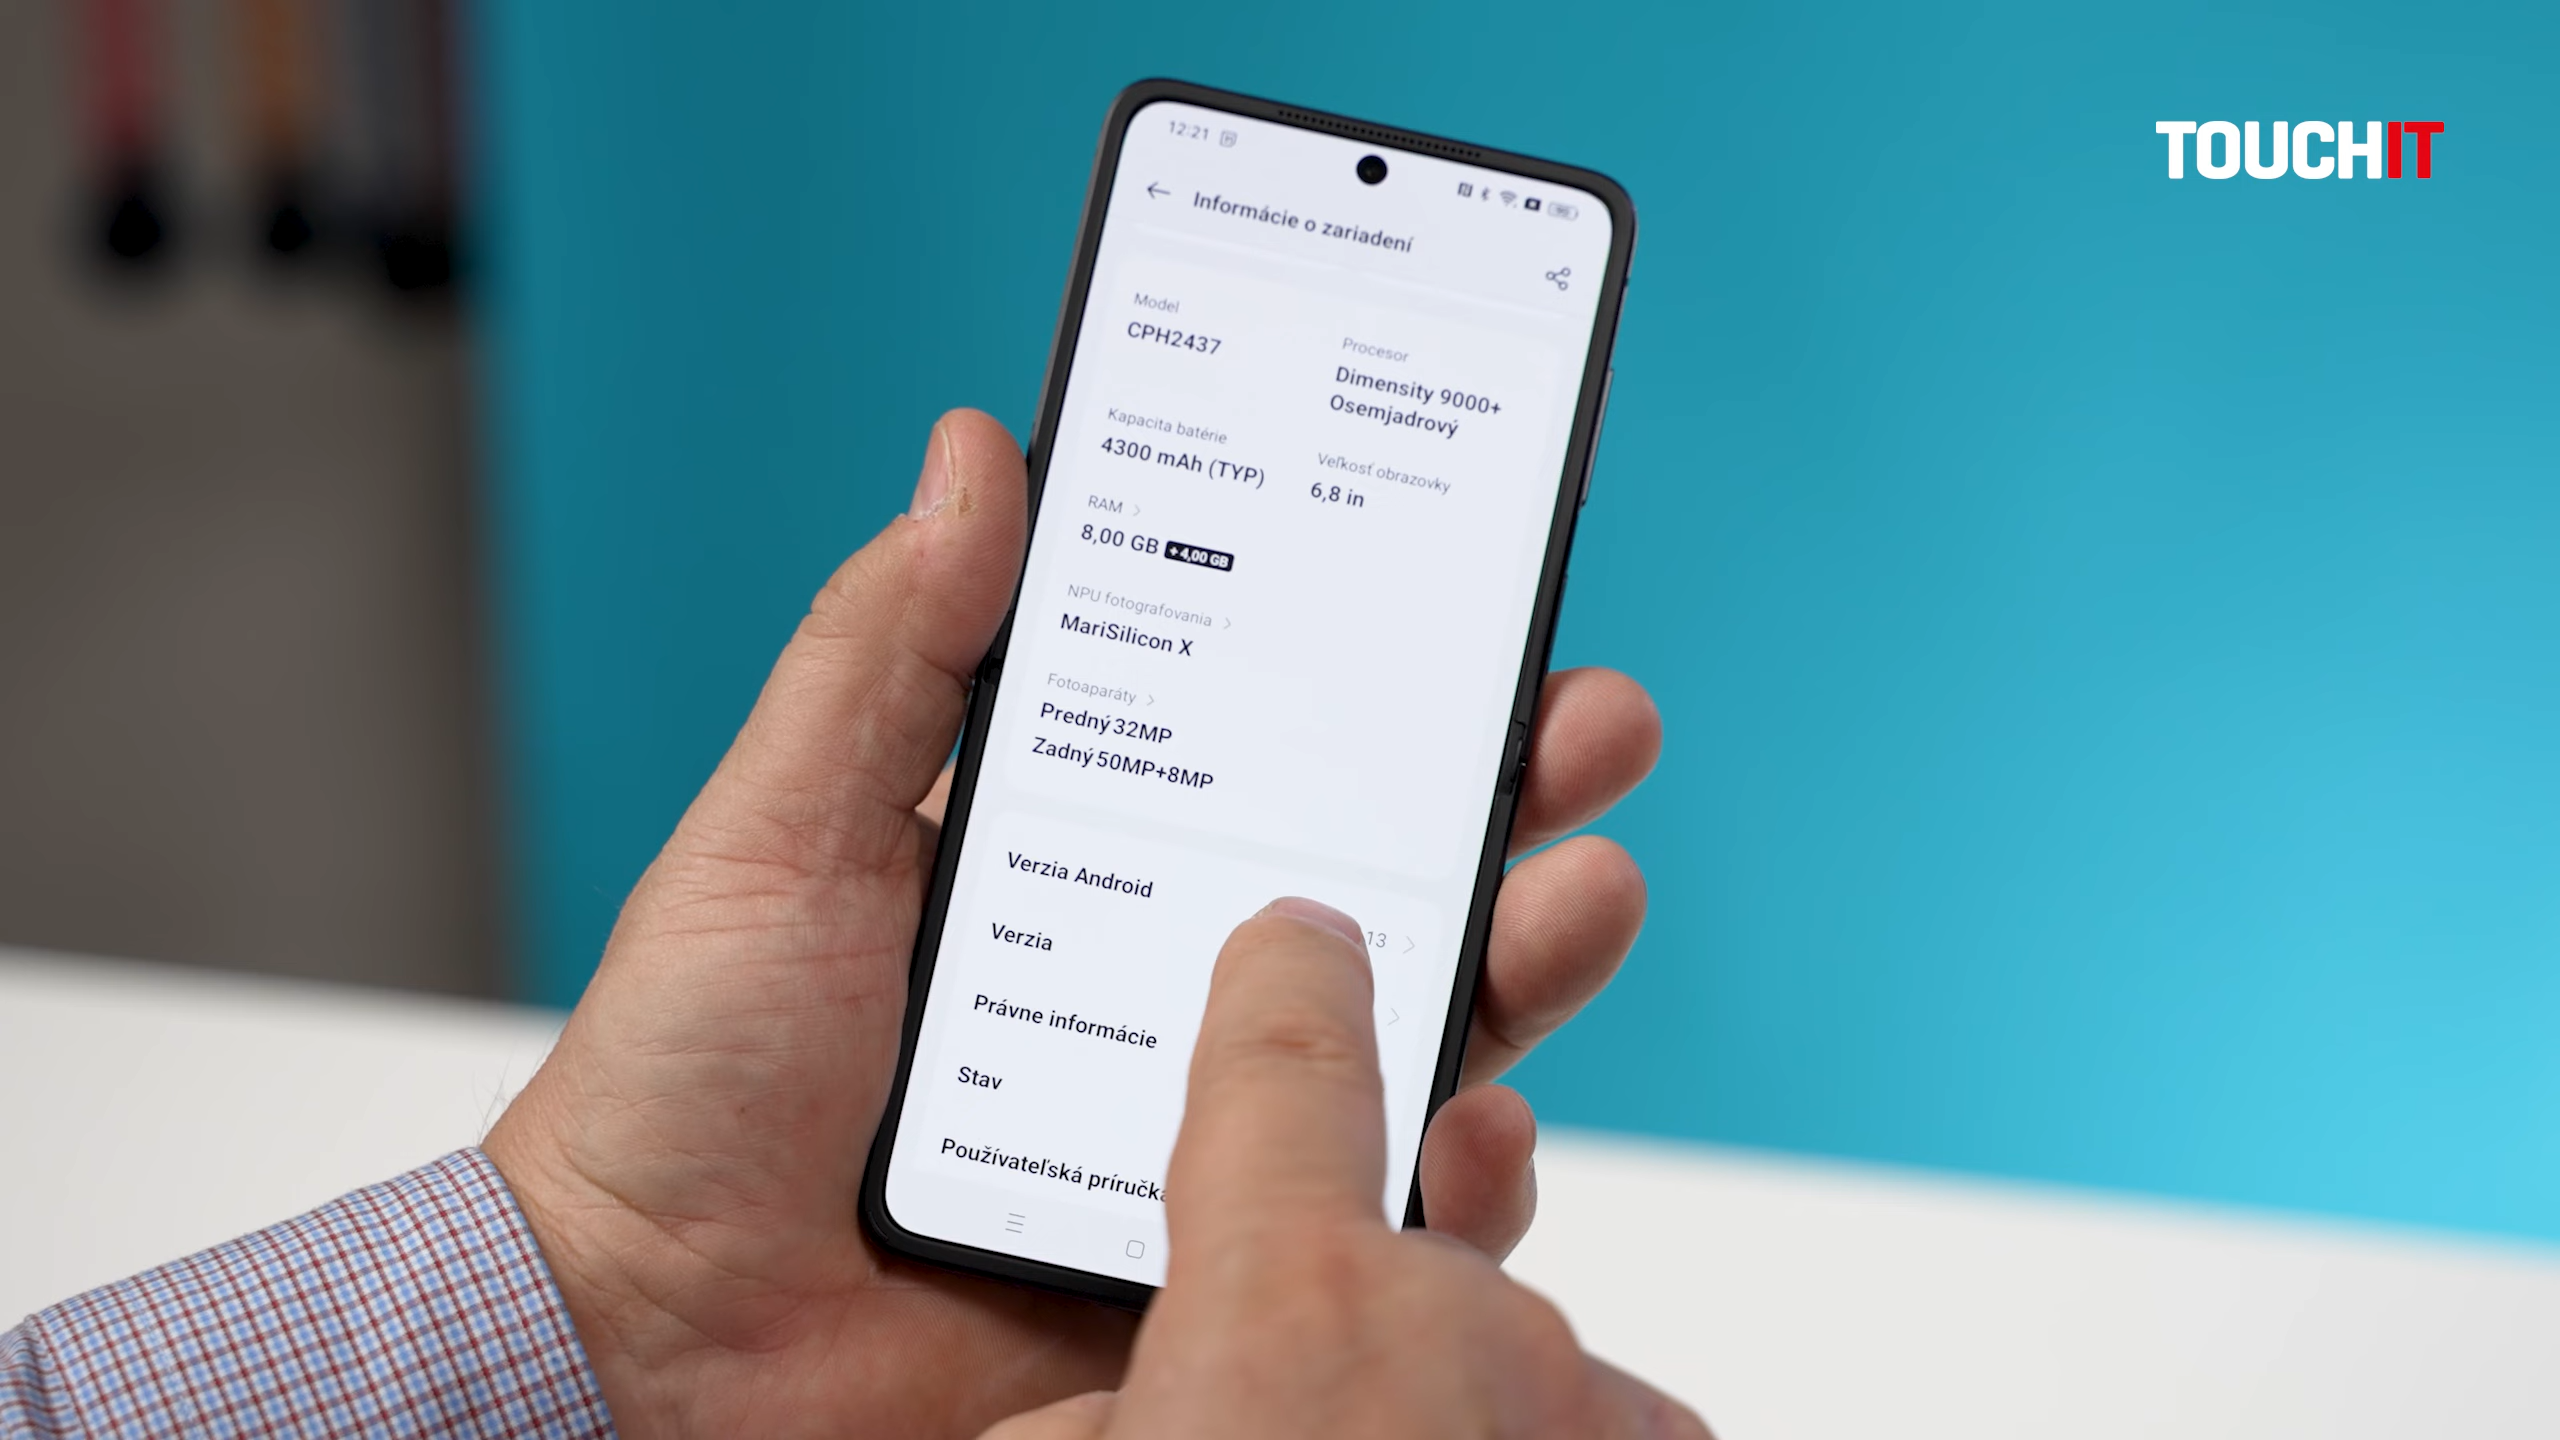 TOUCHIT
12:21
Informácie o zariadení
Model
CPH2437
Procesor
Dimensity 9000+
Osemjadrový
Kapacita batérie
4300 mAh (TYP)
Veľkosť obrazovky
6,8 in
RAM
8,00 GB +4,00 GB
NPU fotografovania
MariSilicon X
Fotoaparáty
Predný 32MP
Zadný 50MP+8MP
Verzia Android
13
Verzia
Právne informácie
Stav
Používateľská príručka